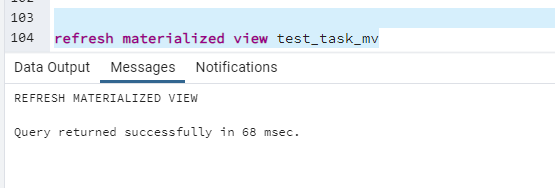 103
104 refresh materialized view test_task_mv
Data Output Messages Notifications
REFRESH MATERIALIZED VIEW
Query returned successfully in 68 msec.